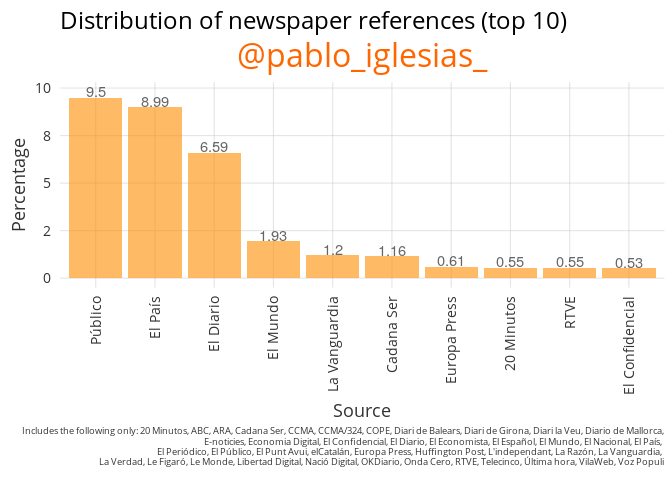 Distribution of newspaper references (top 10)
@pablo_iglesias_
Percentage
10
8
5
2
0
9.5
8.99
6.59
1.93
1.2
1.16
0.61
0.55
0.55
0.53
Público
El País
El Diario
El Mundo
La Vanguardia
Cadana Ser
Europa Press
20 Minutos
RTVE
El Confidencial
Source
Includes the following only: 20 Minutos, ABC, ARA, Cadana Ser, CCMA, CCMA/324, COPE, Diari de Balears, Diari de Girona, Diari la Veu, Diario de Mallorca,
E-noticies, Economia Digital, El Confidencial, El Diario, El Economista, El Español, El Mundo, El Nacional, El País,
El Periódico, El Público, El Punt Avui, elCatalán, Europa Press, Huffington Post, L'independant, La Razón, La Vanguardia,
La Verdad, Le Figaró, Le Monde, Libertad Digital, Nació Digital, OKDiario, Onda Cero, RTVE, Telecinco, Última hora, VilaWeb, Voz Populi